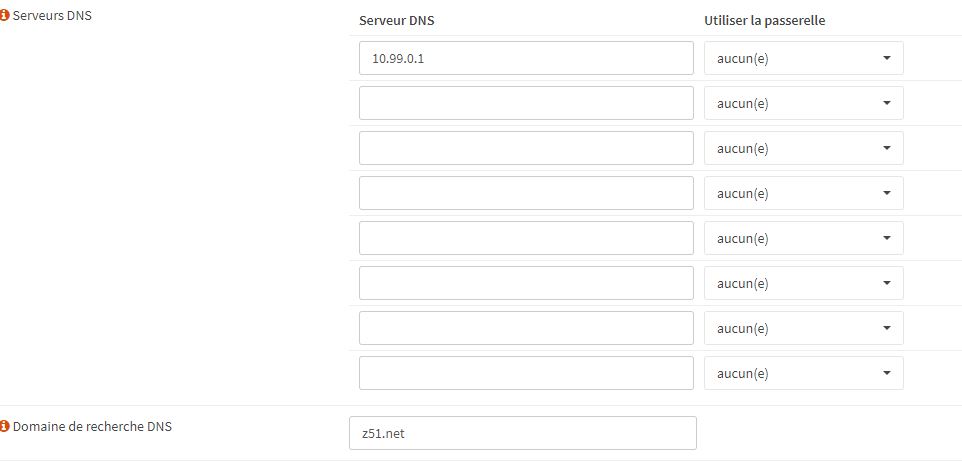 Serveurs DNS
Serveur DNS Utiliser la passerelle
10.99.0.1 aucun(e)
aucun(e)
aucun(e)
aucun(e)
aucun(e)
aucun(e)
aucun(e)
aucun(e)
Domaine de recherche DNS
z51.net